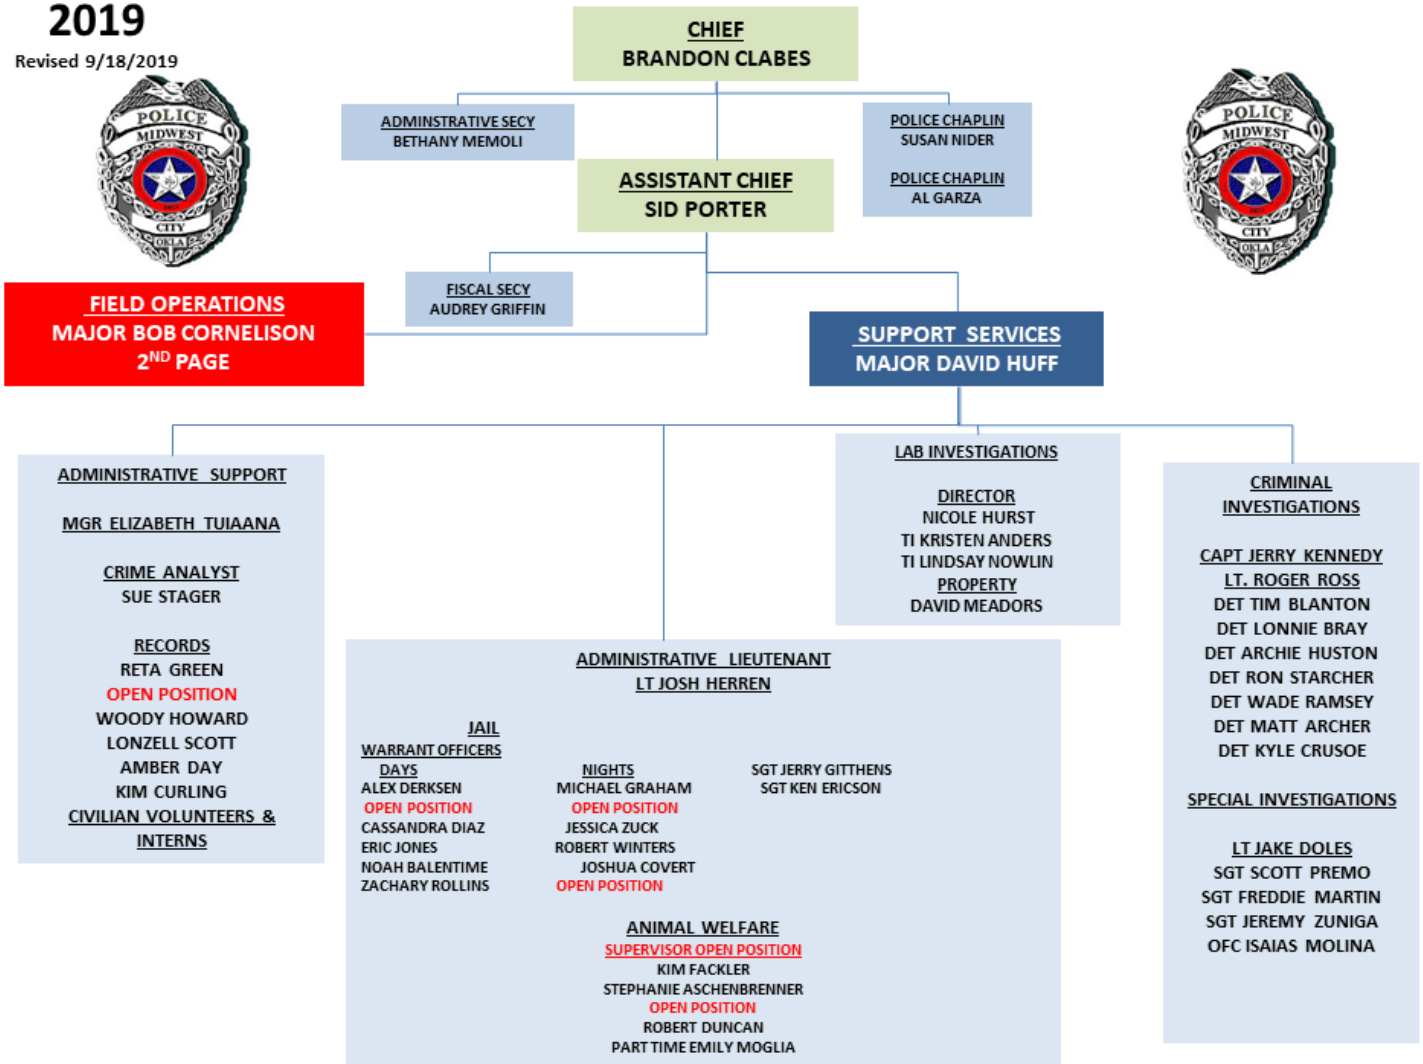 2019
Revised 9/18/2019
POLICE
MIDWEST
CITY
OKLA
CHIEF
BRANDON CLABES
POLICE
MIDWEST
CITY
OKLA
ADMINSTRATIVE SECY
BETHANY MEMOLI
POLICE CHAPLIN
SUSAN NIDER
POLICE CHAPLIN
AL GARZA
ASSISTANT CHIEF
SID PORTER
FISCAL SECY
AUDREY GRIFFIN
FIELD OPERATIONS
MAJOR BOB CORNELISON
2ND PAGE
SUPPORT SERVICES
MAJOR DAVID HUFF
ADMINISTRATIVE SUPPORT
MGR ELIZABETH TUIAANA
CRIME ANALYST
SUE STAGER
RECORDS
RETA GREEN
OPEN POSITION
WOODY HOWARD
LONZELL SCOTT
AMBER DAY
KIM CURLING
CIVILIAN VOLUNTEERS &
INTERNS
ADMINISTRATIVE LIEUTENANT
LT JOSH HERREN
JAIL
WARRANT OFFICERS
DAYS
ALEX DERKSEN
OPEN POSITION
CASSANDRA DIAZ
ERIC JONES
NOAH BALENTIME
ZACHARY ROLLINS
NIGHTS
MICHAEL GRAHAM
OPEN POSITION
JESSICA ZUCK
ROBERT WINTERS
JOSHUA COVERT
OPEN POSITION
SGT JERRY GITTHENS
SGT KEN ERICSON
ANIMAL WELFARE
SUPERVISOR OPEN POSITION
KIM FACKLER
STEPHANIE ASCHENBRENNER
OPEN POSITION
ROBERT DUNCAN
PART TIME EMILY MOGLIA
LAB INVESTIGATIONS
DIRECTOR
NICOLE HURST
TI KRISTEN ANDERS
TI LINDSAY NOWLIN
PROPERTY
DAVID MEADORS
CRIMINAL
INVESTIGATIONS
CAPT JERRY KENNEDY
LT. ROGER ROSS
DET TIM BLANTON
DET LONNIE BRAY
DET ARCHIE HUSTON
DET RON STARCHER
DET WADE RAMSEY
DET MATT ARCHER
DET KYLE CRUSOE
SPECIAL INVESTIGATIONS
LT JAKE DOLES
SGT SCOTT PREMO
SGT FREDDIE MARTIN
SGT JEREMY ZUNIGA
OFC ISAIAS MOLINA